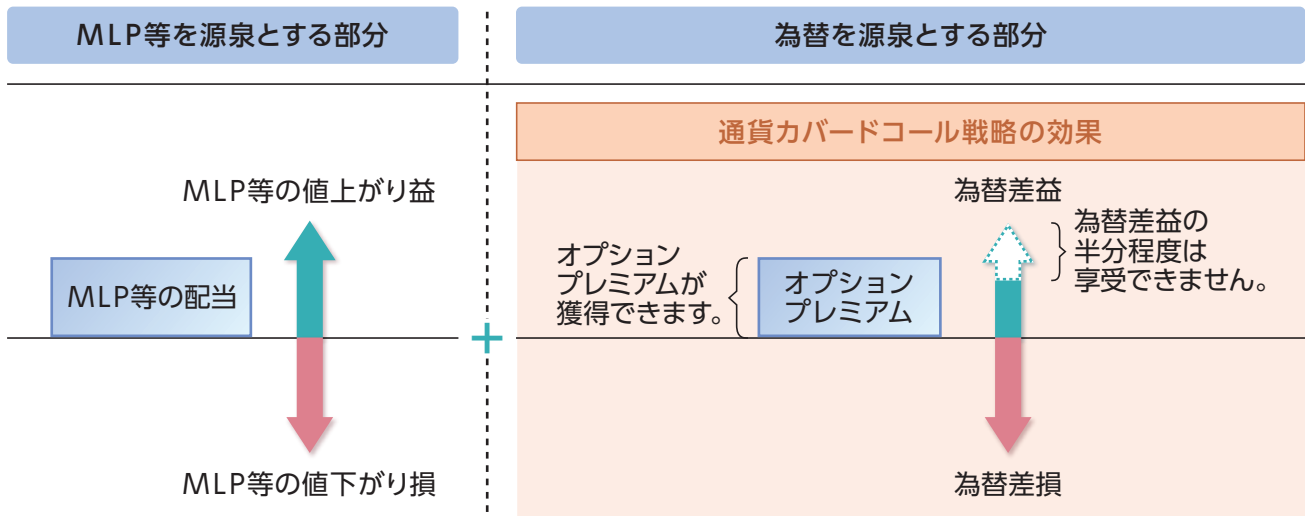 MLP等を源泉とする部分
MLP等の値上がり益
MLP等の配当
MLP等の値下がり損
+
為替を源泉とする部分
通貨カバードコール戦略の効果
オプション
プレミアムが
獲得できます。
オプション
プレミアム
為替差益
為替差益の
半分程度は
享受できません。
為替差損